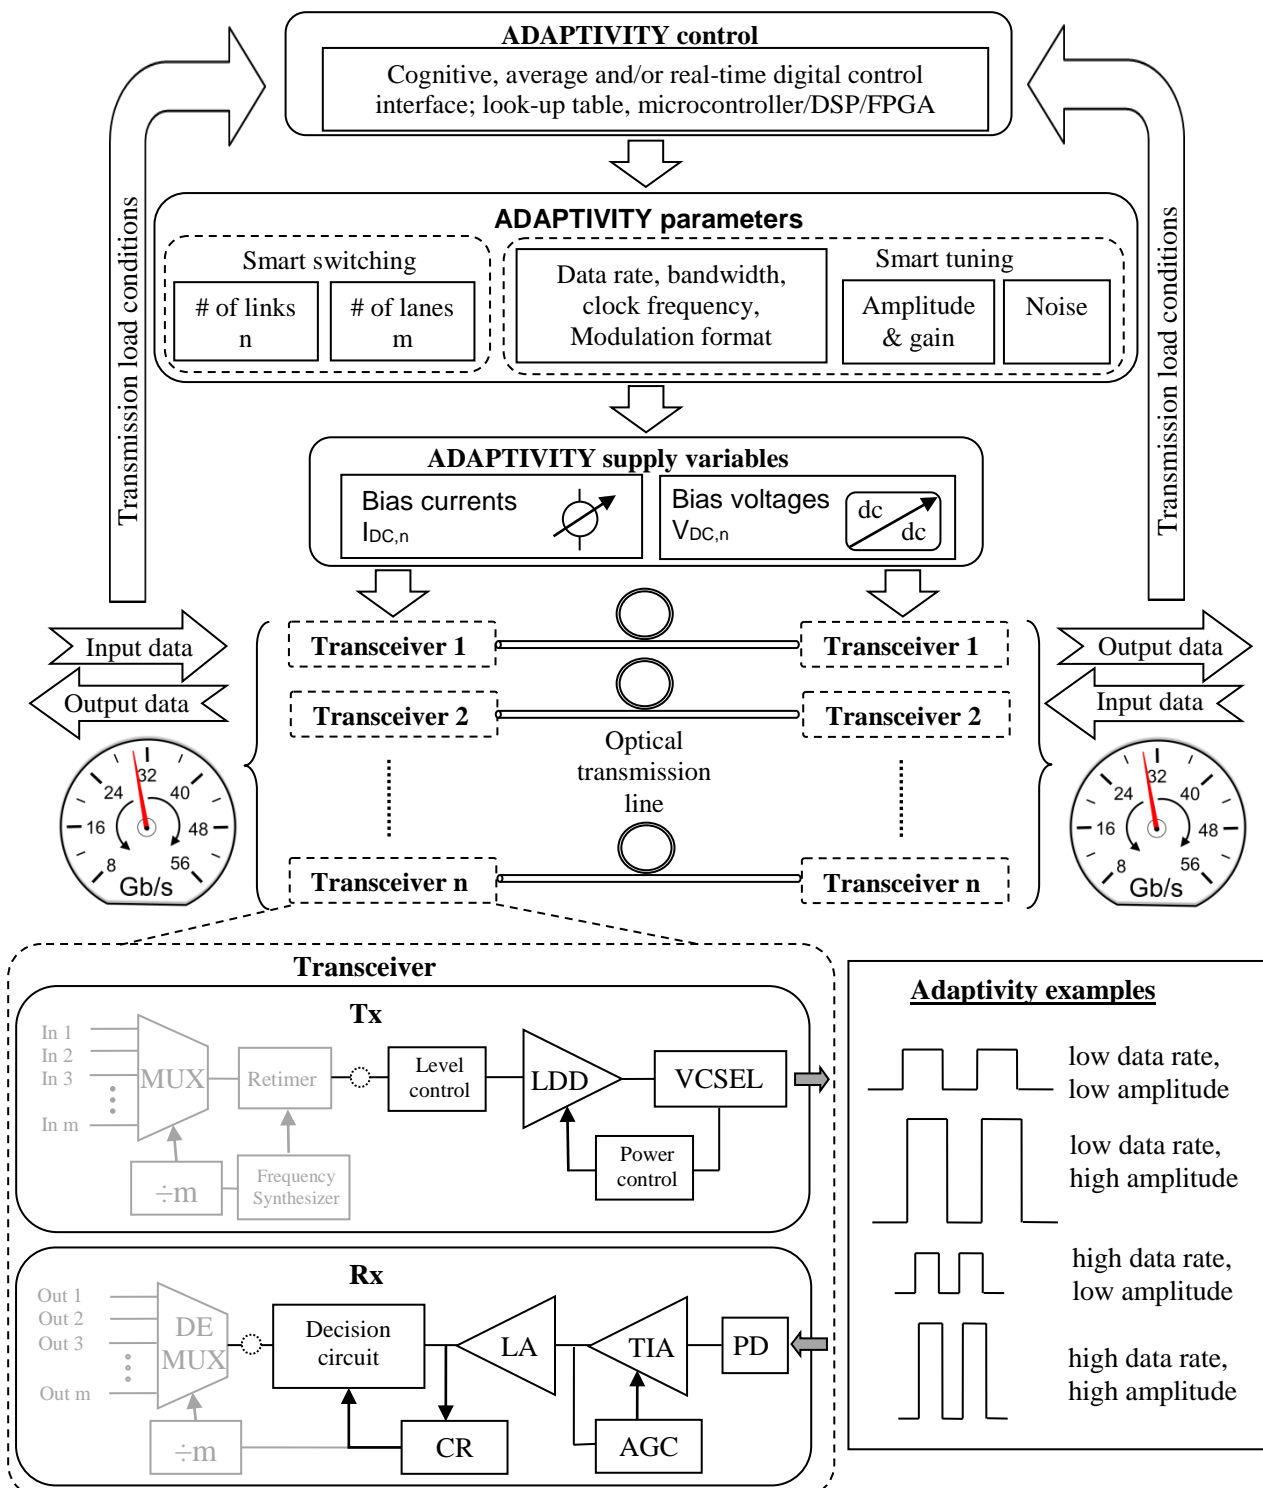 ADAPTIVITY control
Cognitive, average and/or real-time digital control
interface; look-up table, microcontroller/DSP/FPGA
Transmission load conditions
Transmission load conditions
ADAPTIVITY parameters
Smart switching
# of links
n
# of lanes
m
Data rate, bandwidth,
clock frequency,
Modulation format
Smart tuning
Amplitude
& gain
Noise
ADAPTIVITY supply variables
Bias currents
IDC,n
Bias voltages
VDC,n
dc
dc
Input data
Output data
Transceiver 1
Transceiver 1
Output data
Input data
Transceiver 2
Transceiver 2
Optical
transmission
line
Transceiver n
Transceiver n
8
16
24
32
40
48
56
Gb/s
8
16
24
32
40
48
56
Gb/s
Transceiver
Tx
In 1
In 2
In 3
In m
MUX
Retimer
Level
control
LDD
VCSEL
Power
control
÷m
Frequency
Synthesizer
Rx
Out 1
Out 2
Out 3
Out m
DE
MUX
Decision
circuit
LA
TIA
PD
÷m
CR
AGC
Adaptivity examples
low data rate,
low amplitude
low data rate,
high amplitude
high data rate,
low amplitude
high data rate,
high amplitude